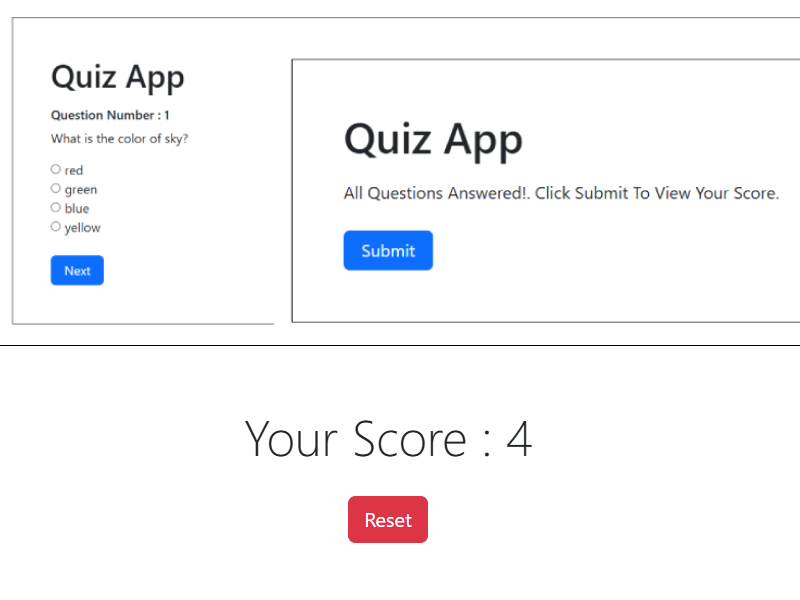 Quiz App
Question Number : 1
What is the color of sky?
red
green
blue
yellow
Next
Quiz App
All Questions Answered!. Click Submit To View Your Score.
Submit
Your Score : 4
Reset